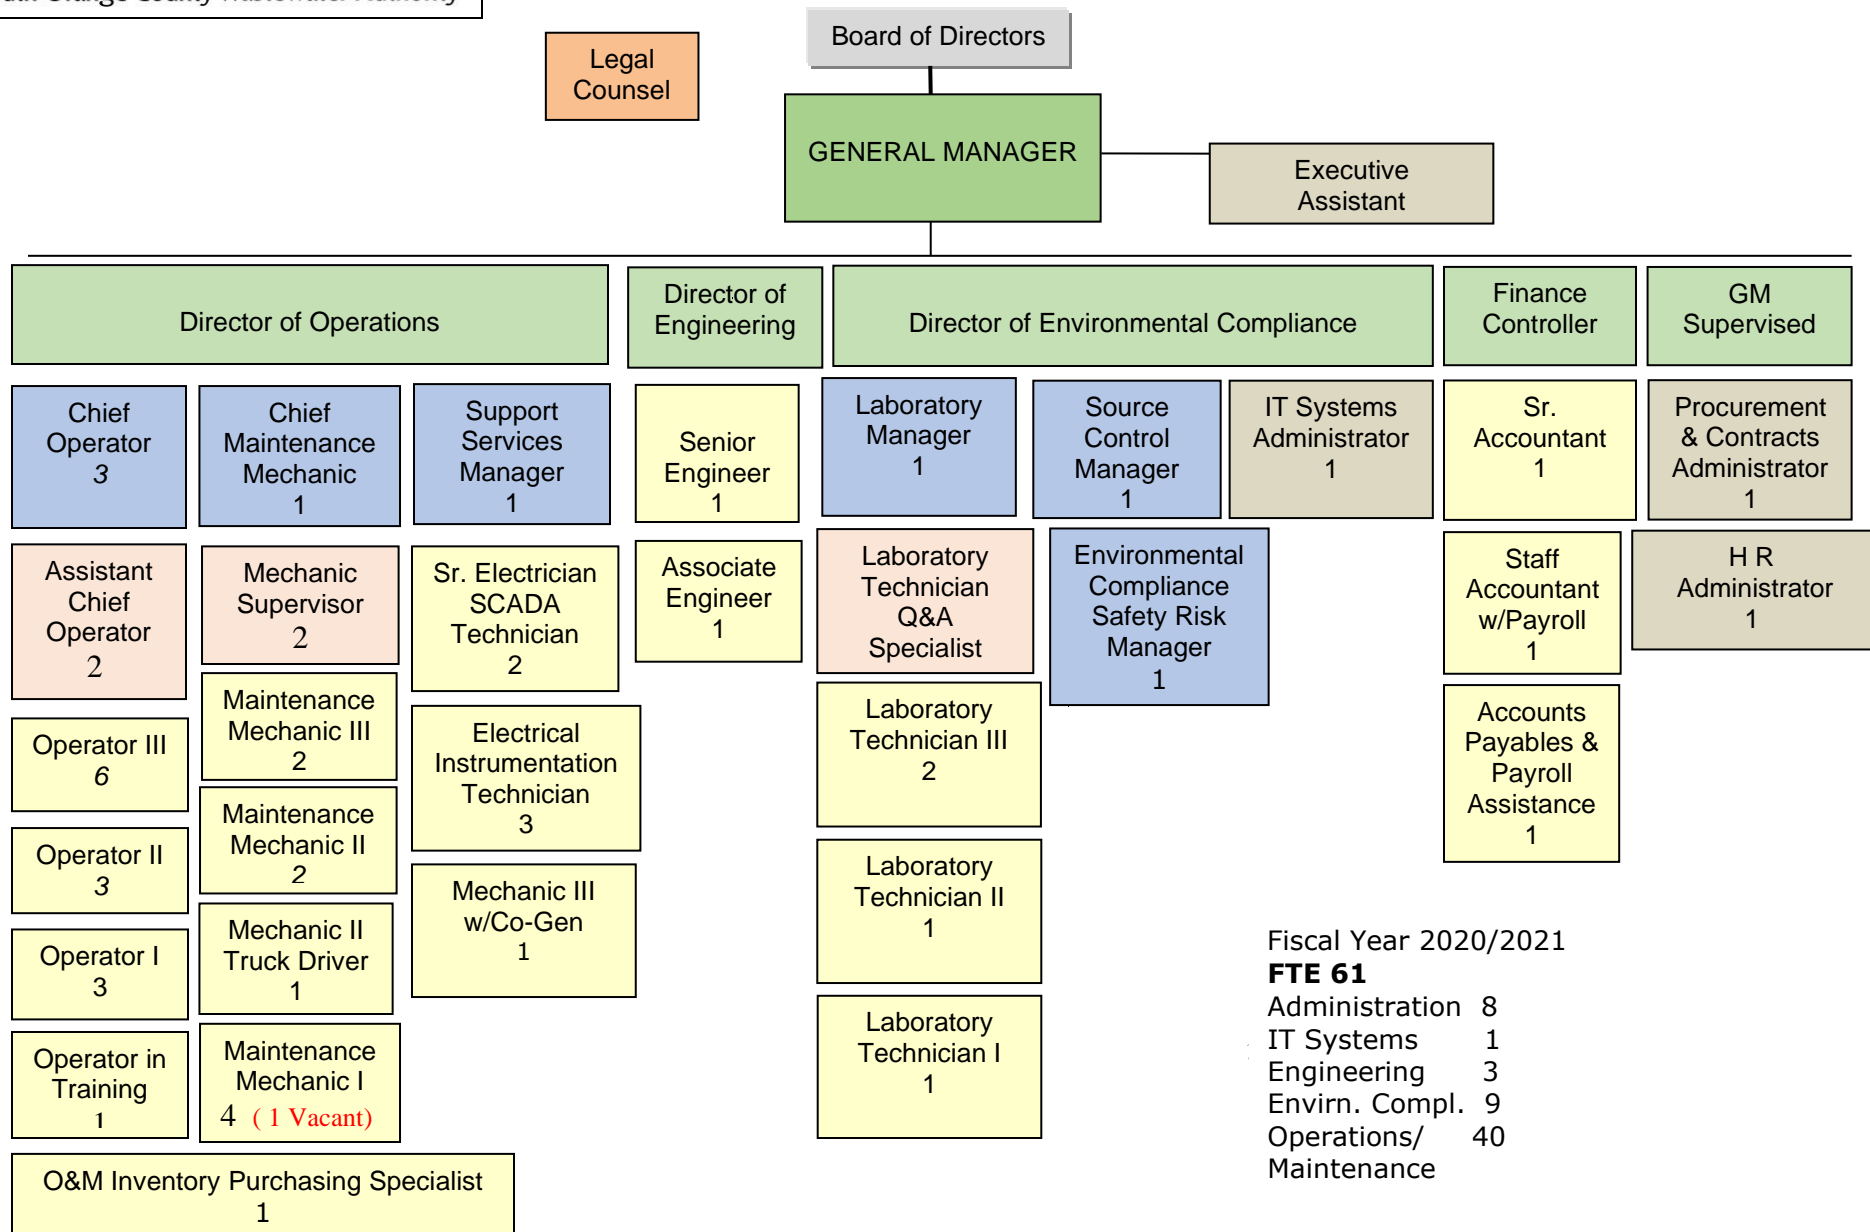 Orange County Wastewater Authority
Board of Directors
Legal
Counsel
GENERAL MANAGER
Executive
Assistant
Director of Operations
Director of
Engineering
Director of Environmental Compliance
Finance
Controller
GM
Supervised
Chief
Operator
3
Chief
Maintenance
Mechanic
1
Support
Services
Manager
1
Senior
Engineer
1
Laboratory
Manager
1
Source
Control
Manager
1
IT Systems
Administrator
1
Sr.
Accountant
1
Procurement
& Contracts
Administrator
1
Assistant
Chief
Operator
2
Mechanic
Supervisor
2
Sr. Electrician
SCADA
Technician
2
Associate
Engineer
1
Laboratory
Technician
Q&A
Specialist
Environmental
Compliance
Safety Risk
Manager
1
Staff
Accountant
w/Payroll
1
H R
Administrator
1
Operator III
6
Maintenance
Mechanic III
2
Electrical
Instrumentation
Technician
3
Laboratory
Technician III
2
Accounts
Payables &
Payroll
Assistance
1
Operator II
3
Maintenance
Mechanic II
2
Mechanic III
w/Co-Gen
1
Laboratory
Technician II
1
Operator I
3
Mechanic II
Truck Driver
1
Laboratory
Technician I
1
Operator in
Training
1
Maintenance
Mechanic I
4 ( 1 Vacant)
O&M Inventory Purchasing Specialist
1
Fiscal Year 2020/2021
FTE 61
Administration 8
IT Systems 1
Engineering 3
Envirn. Compl. 9
Operations/ 40
Maintenance